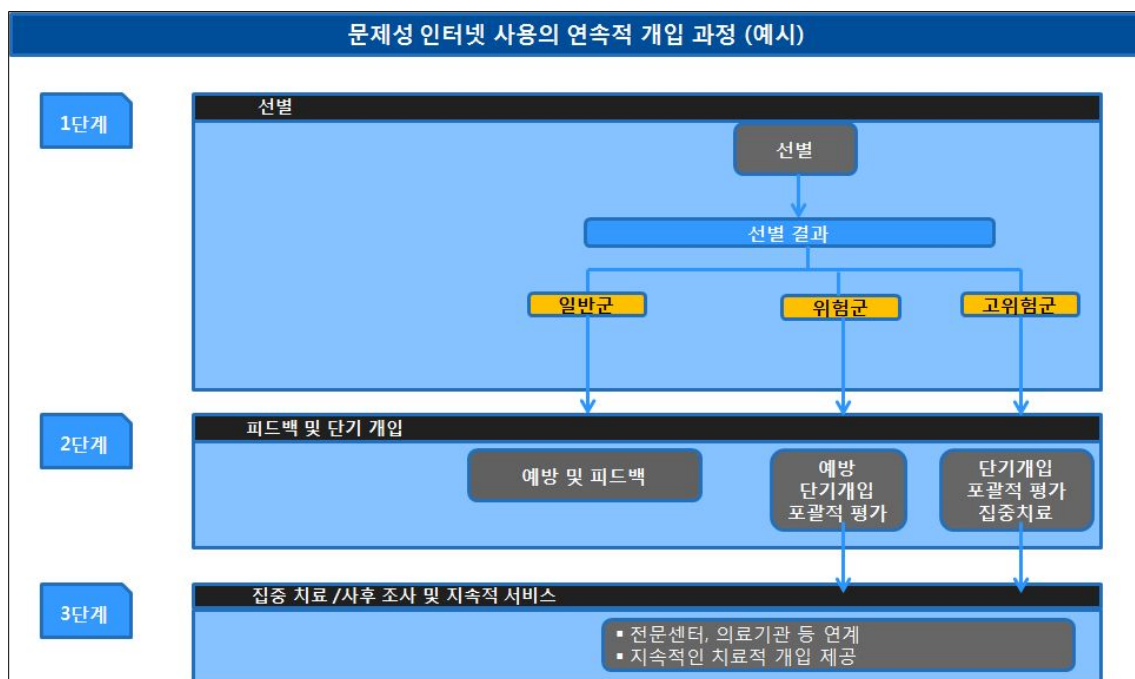 문제성 인터넷 사용의 연속적 개입 과정 (예시)
1단계
선별
선별
선별 결과
일반군
위험군
고위험군
2단계
피드백 및 단기 개입
예방 및 피드백
예방
단기개입
포괄적 평가
단기개입
포괄적 평가
집중치료
3단계
집중 치료 /사후 조사 및 지속적 서비스
▪ 전문센터, 의료기관 등 연계
▪ 지속적인 치료적 개입 제공